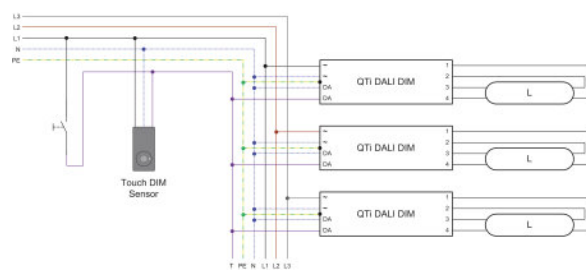 L3
L2
L1
N
PE
Touch DIM
Sensor
~
~
DA
DA
QTi DALI DIM
1
2
3
4
L
~
~
DA
DA
QTi DALI DIM
1
2
3
4
L
~
~
DA
DA
QTi DALI DIM
1
2
3
4
L
T PE N L1 L2 L3